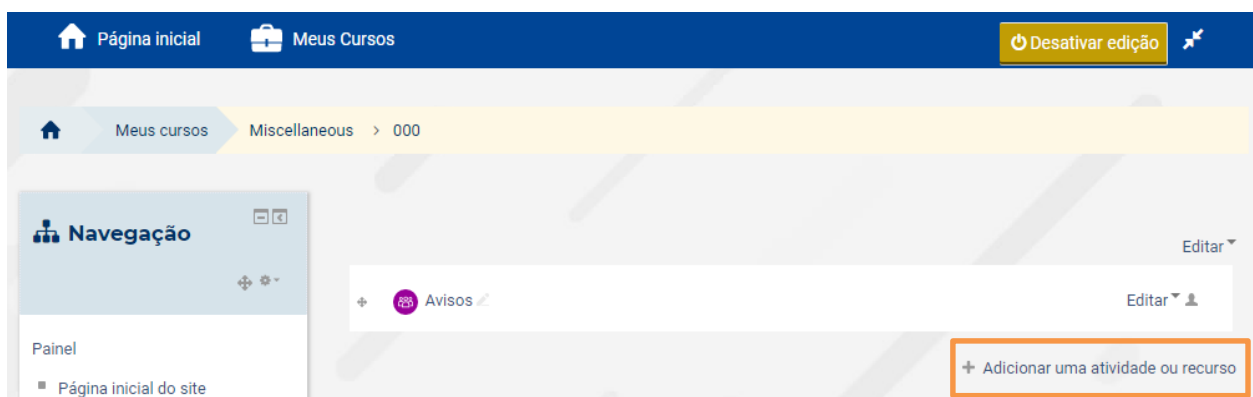 Página inicial
Meus Cursos
Desativar edição
Meus cursos
Miscellaneous > 000
Navegação
Editar
Avisos
Editar
Painel
+ Adicionar uma atividade ou recurso
Página inicial do site